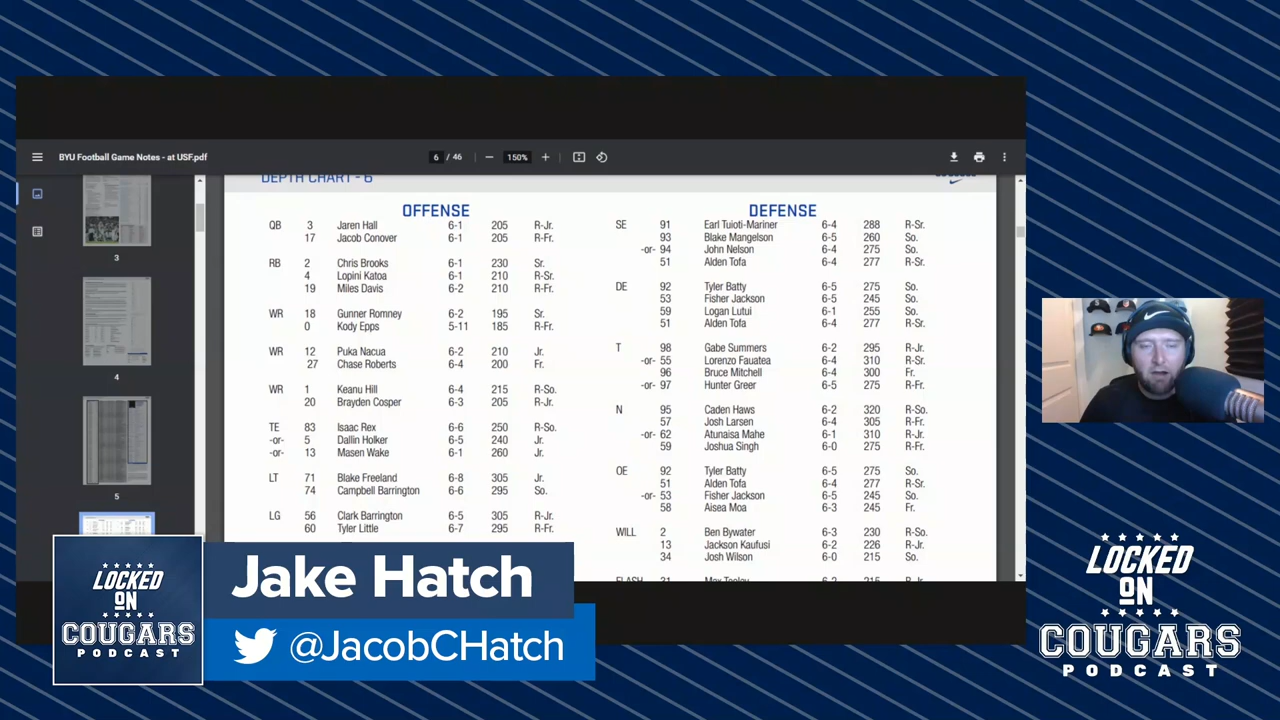 BYU Football Game Notes - at USF.pdf
6 / 46
150%
DEPTH CHART - 6
OFFENSE
QB 3 Jaren Hall 6-1 205 R-Jr.
17 Jacob Conover 6-1 205 R-Fr.
RB 2 Chris Brooks 6-1 230 Sr.
4 Lopini Katoa 6-1 210 R-Sr.
19 Miles Davis 6-2 210 R-Fr.
WR 18 Gunner Romney 6-2 195 Sr.
0 Kody Epps 5-11 185 R-Fr.
WR 12 Puka Nacua 6-2 210 Jr.
27 Chase Roberts 6-4 200 Fr.
WR 1 Keanu Hill 6-4 215 R-So.
20 Brayden Cosper 6-3 205 R-Jr.
TE 83 Isaac Rex 6-6 250 R-So.
-or- 5 Dallin Holker 6-5 240 Jr.
-or- 13 Masen Wake 6-1 260 Jr.
LT 71 Blake Freeland 6-8 305 Jr.
74 Campbell Barrington 6-6 295 So.
LG 56 Clark Barrington 6-5 305 R-Jr.
60 Tyler Little 6-7 295 R-Fr.
DEFENSE
SE 91 Earl Tuioti-Mariner 6-4 288 R-Sr.
93 Blake Mangelson 6-5 260 So.
-or- 94 John Nelson 6-4 275 So.
51 Alden Tofa 6-4 277 R-Sr.
DE 92 Tyler Batty 6-5 275 So.
53 Fisher Jackson 6-5 245 So.
59 Logan Lutui 6-1 255 So.
51 Alden Tofa 6-4 277 R-Sr.
T 98 Gabe Summers 6-2 295 R-Jr.
-or- 55 Lorenzo Fauatea 6-4 310 R-Sr.
96 Bruce Mitchell 6-4 300 Fr.
-or- 97 Hunter Greer 6-5 275 R-Fr.
N 95 Caden Haws 6-2 320 R-So.
57 Josh Larsen 6-4 305 R-Fr.
-or- 62 Atunaisa Mahe 6-1 310 R-Jr.
59 Joshua Singh 6-0 275 R-Fr.
OE 92 Tyler Batty 6-5 275 So.
51 Alden Tofa 6-4 277 R-Sr.
-or- 53 Fisher Jackson 6-5 245 So.
58 Aisea Moa 6-3 245 Fr.
WILL 2 Ben Bywater 6-3 230 R-So.
13 Jackson Kaufusi 6-2 226 R-Jr.
34 Josh Wilson 6-0 215 So.
FLASH 31 Max Tooley 6-2 215 R-Jr.
3
4
5
LOCKED
ON
COUGARS
PODCAST
Jake Hatch
@JacobCHatch
LOCKED
ON
COUGARS
PODCAST